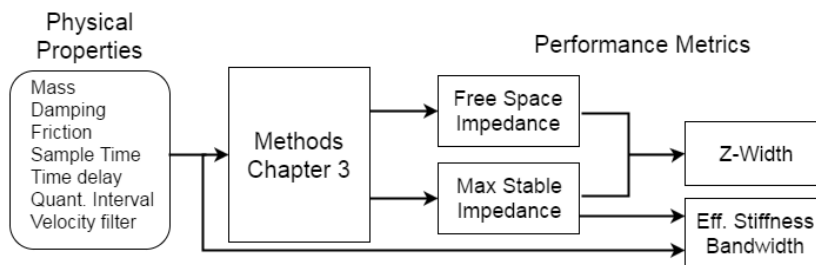 Physical
Properties
Mass
Damping
Friction
Sample Time
Time delay
Quant. Interval
Velocity filter
Methods
Chapter 3
Performance Metrics
Free Space
Impedance
Max Stable
Impedance
Z-Width
Eff. Stiffness
Bandwidth